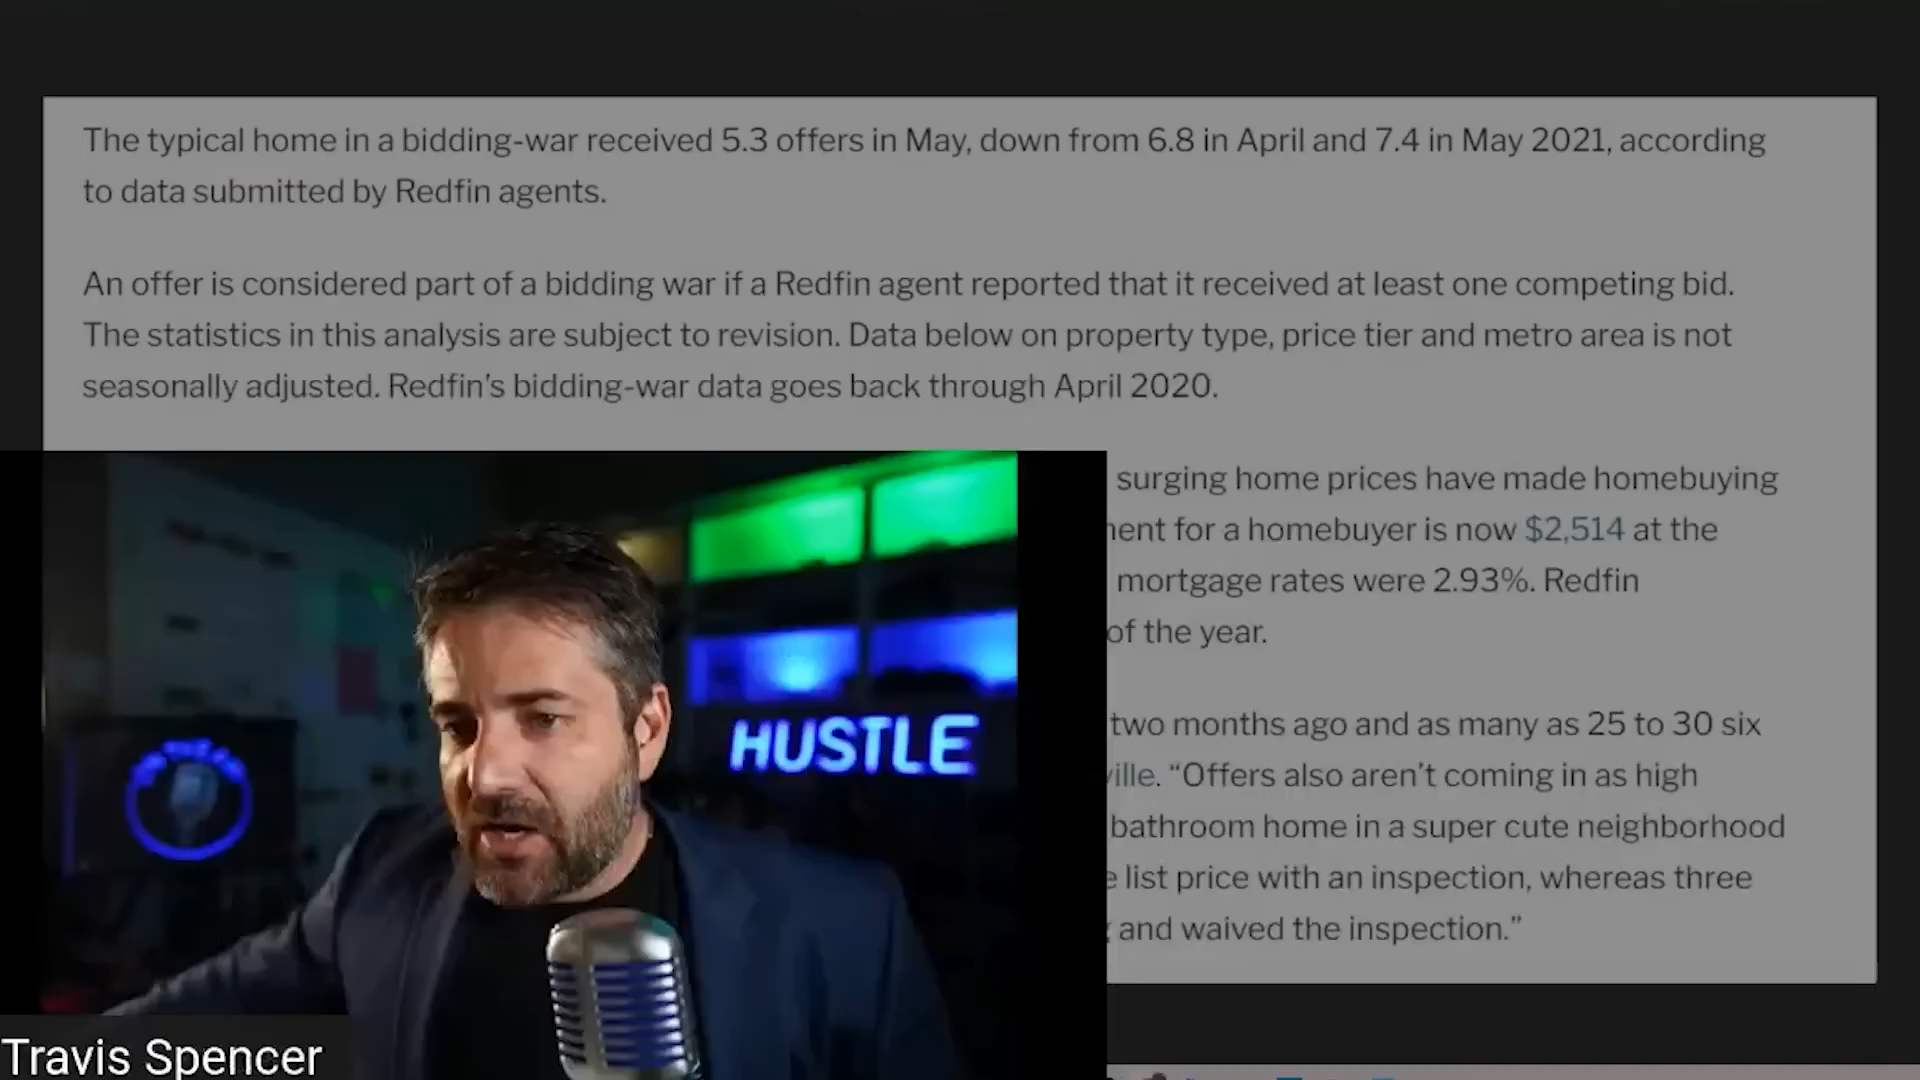 The typical home in a bidding-war received 5.3 offers in May, down from 6.8 in April and 7.4 in May 2021, according
to data submitted by Redfin agents.
An offer is considered part of a bidding war if a Redfin agent reported that it received at least one competing bid.
The statistics in this analysis are subject to revision. Data below on property type, price tier and metro area is not
seasonally adjusted. Redfin’s bidding-war data goes back through April 2020.
surging home prices have made homebuying
for a homebuyer is now $2,514 at the
mortgage rates were 2.93%. Redfin
of the year.
two months ago and as many as 25 to 30 six
“Offers also aren’t coming in as high
bathroom home in a super cute neighborhood
list price with an inspection, whereas three
and waived the inspection.”
HUSTLE
Travis Spencer